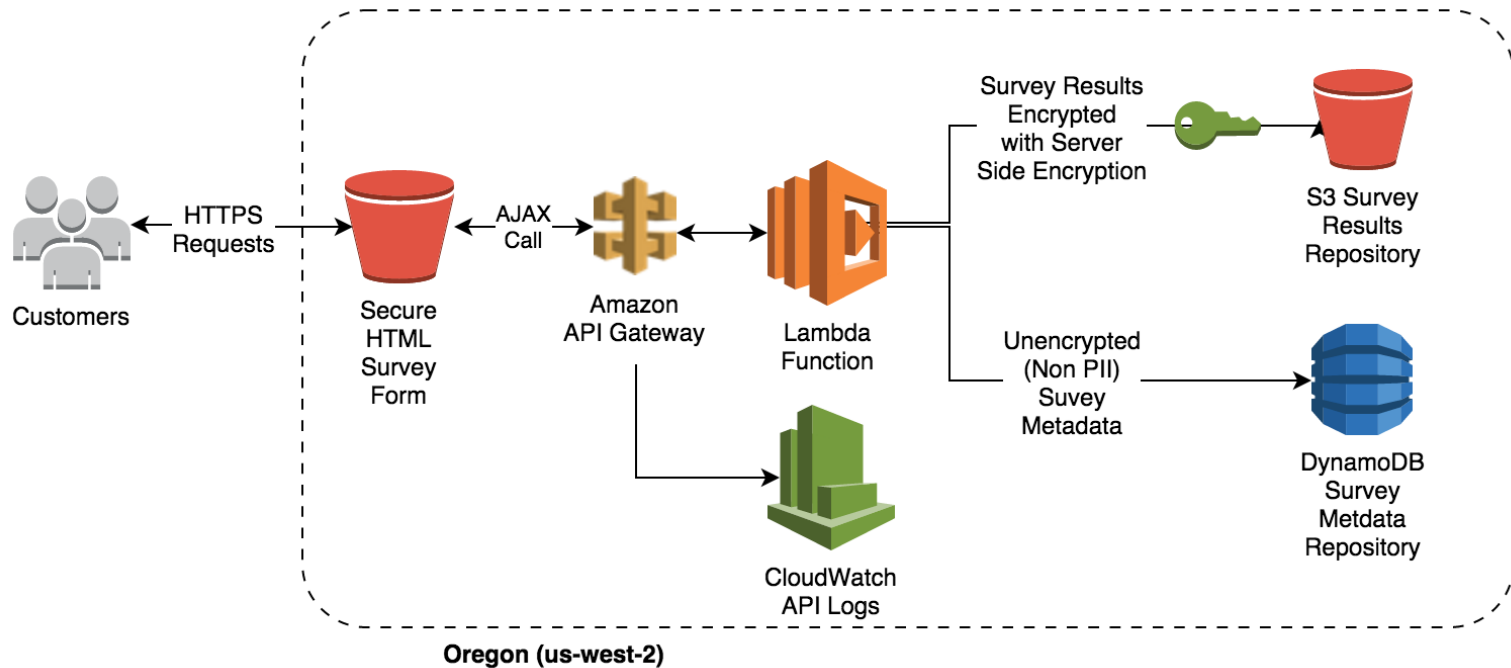 Customers
HTTPS
Requests
Secure
HTML
Survey
Form
AJAX
Call
Amazon
API Gateway
Lambda
Function
CloudWatch
API Logs
Survey Results
Encrypted
with Server
Side Encryption
S3 Survey
Results
Repository
Unencrypted
(Non PII)
Suvey
Metadata
DynamoDB
Survey
Metdata
Repository
Oregon (us-west-2)